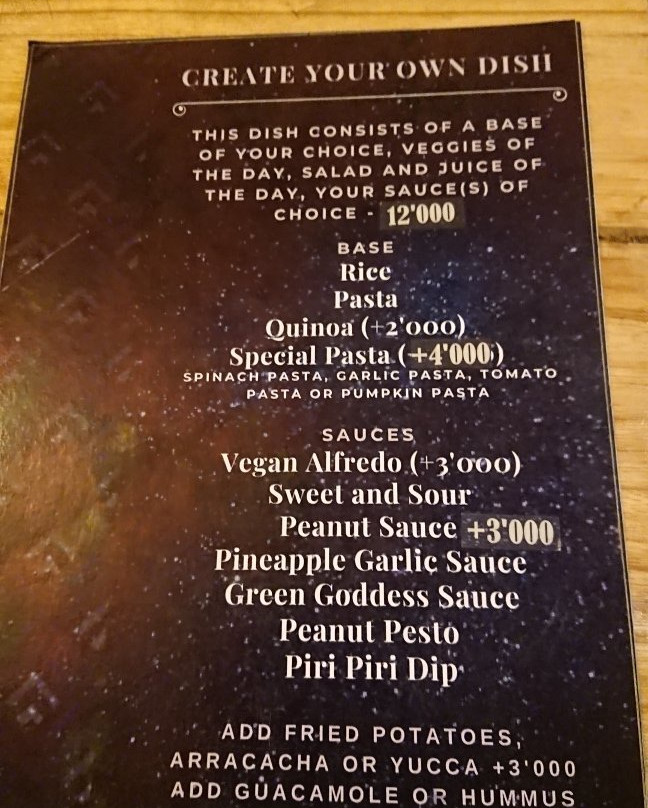 CREATE YOUR OWN DISH
THIS DISH CONSISTS OF A BASE
OF YOUR CHOICE, VEGGIES OF
THE DAY, SALAD AND JUICE OF
THE DAY, YOUR SAUCE(S) OF
CHOICE - 12'000
BASE
Rice
Pasta
Quinoa (+2'000)
Special Pasta (+4'000)
SPINACH PASTA, GARLIC PASTA, TOMATO
PASTA OR PUMPKIN PASTA
SAUCES
Vegan Alfredo (+3'000)
Sweet and Sour
Peanut Sauce +3'000
Pineapple Garlic Sauce
Green Goddess Sauce
Peanut Pesto
Piri Piri Dip
ADD FRIED POTATOES,
ARRACACHA OR YUCCA +3'000
ADD GUACAMOLE OR HUMMUS